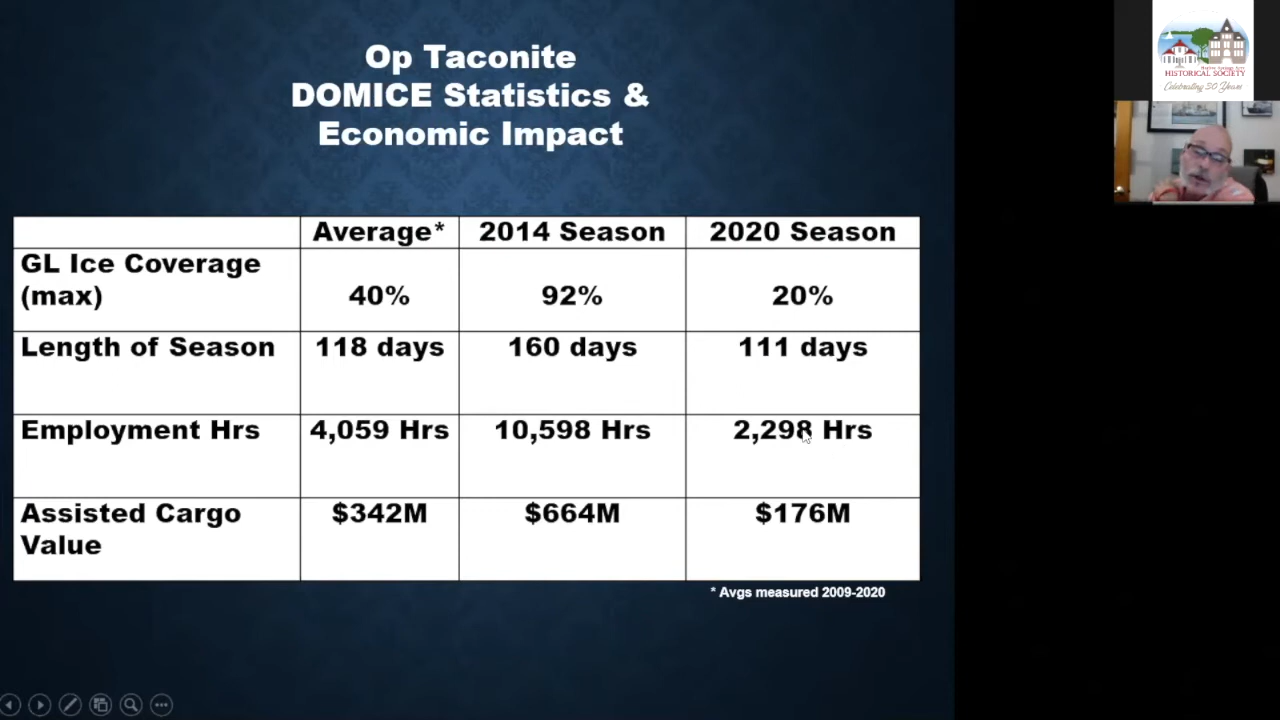 Op Taconite
DOMICE Statistics &
Economic Impact
Average* 2014 Season 2020 Season
GL Ice Coverage
(max) 40% 92% 20%
Length of Season 118 days 160 days 111 days
Employment Hrs 4,059 Hrs 10,598 Hrs 2,298 Hrs
Assisted Cargo $342M $664M $176M
Value
* Avgs measured 2009-2020
HISTORICAL SOCIETY
Celebrating 50 Years